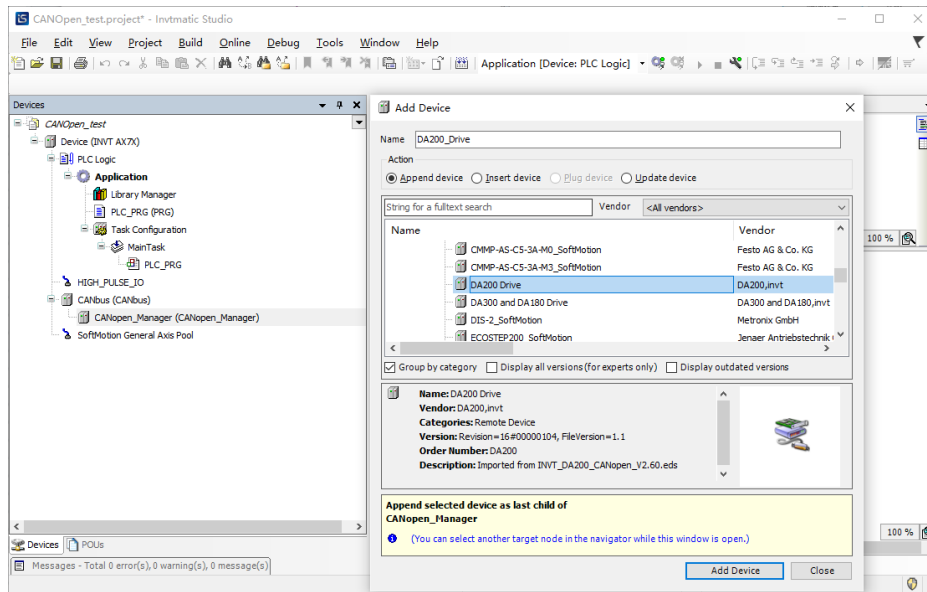 CANOpen_test.project* - Invtmatic Studio
File Edit View Project Build Online Debug Tools Window Help
Application [Device: PLC Logic]
Devices
CANOpen_test
Device (INVT AX7X)
PLC Logic
Application
Library Manager
PLC_PRG (PRG)
Task Configuration
MainTask
PLC_PRG
HIGH_PULSE_IO
CANbus (CANbus)
CANopen_Manager (CANopen_Manager)
SoftMotion General Axis Pool
Devices POUs
Messages - Total 0 error(s), 0 warning(s), 0 message(s)
Add Device
Name DA200_Drive
Action
Append device Insert device Plug device Update device
String for a fulltext search Vendor <All vendors>
Name Vendor
CMMP-AS-C5-3A-M0_SoftMotion Festo AG & Co. KG
CMMP-AS-C5-3A-M3_SoftMotion Festo AG & Co. KG
DA200 Drive DA200,invt
DA300 and DA180 Drive DA300 and DA180,invt
DIS-2_SoftMotion Metronix GmbH
ECOSTEP200 SoftMotion Jenaer Antriebstechnik
Group by category Display all versions (for experts only) Display outdated versions
Name: DA200 Drive
Vendor: DA200,invt
Categories: Remote Device
Version: Revision=16#00000104, FileVersion=1.1
Order Number: DA200
Description: Imported from INVT_DA200_CANopen_V2.60.eds
Append selected device as last child of
CANopen_Manager
(You can select another target node in the navigator while this window is open.)
Add Device Close
100 %
100 %